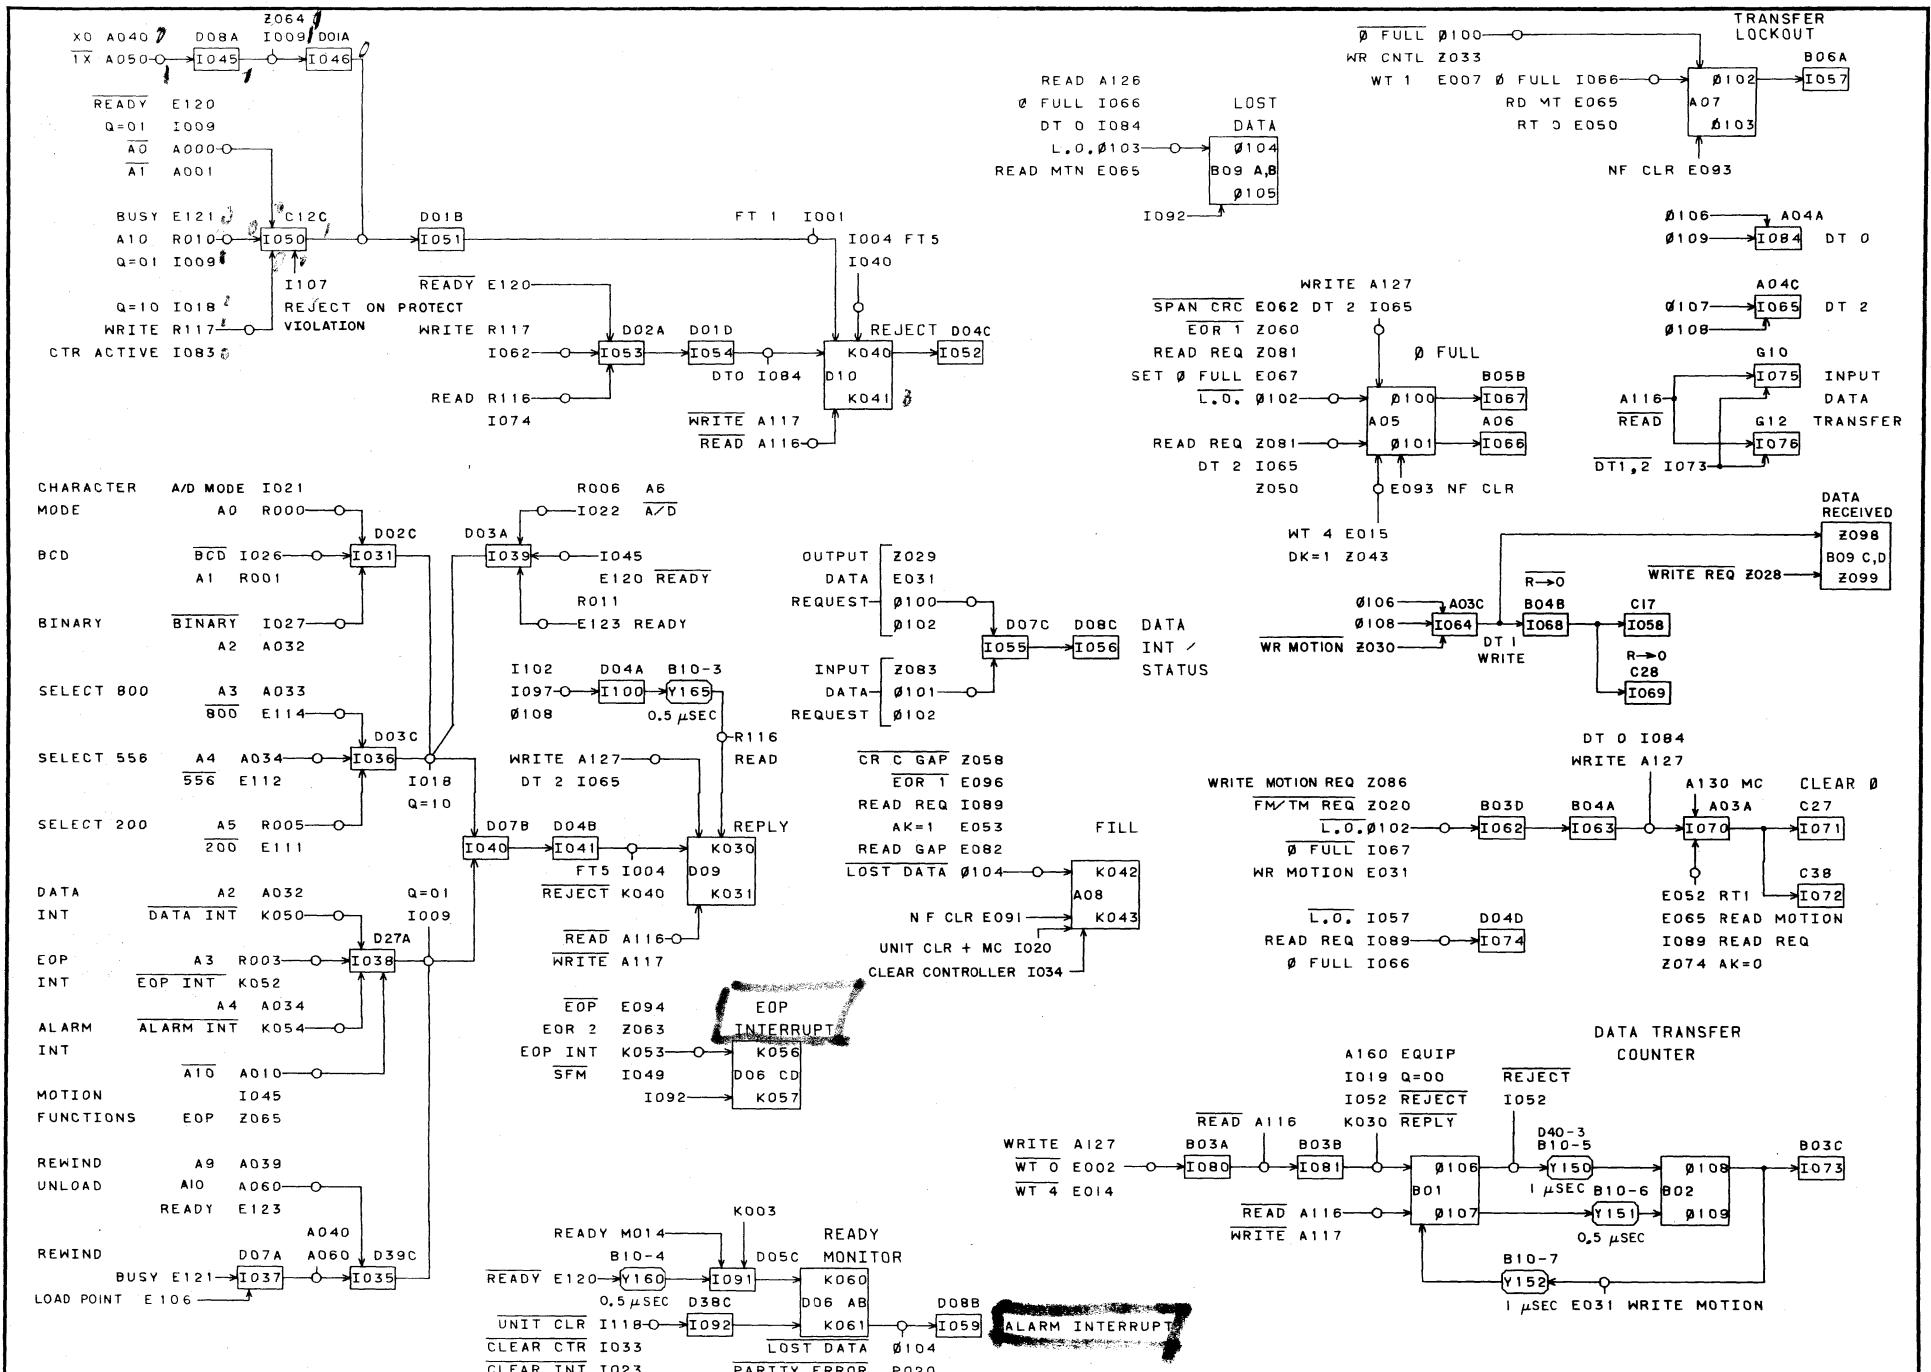 Z064
X0 A040 D08A I009 D01A
1X A050 I045 I046
READY E120
Q=01 I009
A0 A000
A1 A001
BUSY E121 C12C D01B
A10 R010 I050 I051
Q=01 I009
I107
Q=10 I018 REJECT ON PROTECT
WRITE R117 VIOLATION
CTR ACTIVE I083
FT 1 I001
I004 FT5
I040
READY E120
WRITE R117 D02A D01D REJECT D04C
I062 I053 I054 K040 I052
DT0 I084 D10
READ R116 K041
I074 WRITE A117
READ A116
READ A126
Ø FULL I066 LOST
DT 0 I084 DATA
L.O. Ø103 Ø104
READ MTN E065 B09 A,B
Ø105
I092
TRANSFER
LOCKOUT
Ø FULL Ø100
WR CNTL Z033 B06A
WT 1 E007 Ø FULL I066 Ø102 I057
RD MT E065 A07
RT 0 E050 Ø103
NF CLR E093
Ø106 A04A
Ø109 I084 DT 0
A04C
Ø107 I065 DT 2
Ø108
WRITE A127
SPAN CRC E062 DT 2 I065
EOR 1 Z060
READ REQ Z081 Ø FULL
SET Ø FULL E067 B05B
L.O. Ø102 Ø100 I067
A05 A06
READ REQ Z081 Ø101 I066
DT 2 I065
Z050 E093 NF CLR
WT 4 E015
DK=1 Z043
G10
I075 INPUT
A116 DATA
READ G12 TRANSFER
I076
DT1,2 I073
DATA
RECEIVED
Z098
B09 C,D
WRITE REQ Z028 Z099
R→O
Ø106 A03C B04B C17
Ø108 I064 I068 I058
WR MOTION Z030 DT 1 R→O
WRITE C28
I069
CHARACTER A/D MODE I021
MODE A0 R000
D02C
BCD BCD I026 I031
A1 R001
BINARY BINARY I027
A2 A032
SELECT 800 A3 A033
800 E114
D03C
SELECT 556 A4 A034 I036
556 E112 I018
Q=10
SELECT 200 A5 R005
200 E111
R006 A6
I022 A/D
D03A
I039 I045
E120 READY
R011
E123 READY
I102 D04A B10-3
I097 I100 Y165
Ø108 0.5 µSEC
R116
WRITE A127 READ
DT 2 I065
D07B D04B REPLY
I040 I041 K030
FT5 I004 D09
REJECT K040 K031
READ A116
WRITE A117
OUTPUT Z029
DATA E031
REQUEST Ø100
Ø102 D07C D08C DATA
I055 I056 INT /
INPUT Z083 STATUS
DATA Ø101
REQUEST Ø102
CR C GAP Z058
EOR 1 E096
READ REQ I089
AK=1 E053 FILL
READ GAP E082
LOST DATA Ø104 K042
A08
N F CLR E091 K043
UNIT CLR + MC I020
CLEAR CONTROLLER I034
DT 0 I084
WRITE A127
WRITE MOTION REQ Z086 A130 MC CLEAR Ø
FM/TM REQ Z020 B03D B04A A03A C27
L.O. Ø102 I062 I063 I070 I071
Ø FULL I067
WR MOTION E031 C38
E052 RT1 I072
L.O. I057 D04D E065 READ MOTION
READ REQ I089 I074 I089 READ REQ
Ø FULL I066 Z074 AK=0
DATA A2 A032 Q=01
INT DATA INT K050 I009
D27A
EOP A3 R003 I038
INT EOP INT K052
A4 A034
ALARM ALARM INT K054
INT
A10 A010
MOTION I045
FUNCTIONS EOP Z065
REWIND A9 A039
UNLOAD A10 A060
READY E123
A040
REWIND D07A A060 D39C
BUSY E121 I037 I035
LOAD POINT E106
EOP E094 EOP
EOR 2 Z063 INTERRUPT
EOP INT K053 K056
SFM I049 D06 CD
I092 K057
READY M014 K003 READY
B10-4 D05C MONITOR
READY E120 Y160 I091 K060
0.5 µSEC D38C D06 AB D08B
UNIT CLR I118 I092 K061 I059 ALARM INTERRUPT
CLEAR CTR I033 LOST DATA Ø104
CLEAR INT I023 PARITY ERROR
DATA TRANSFER
COUNTER
A160 EQUIP
I019 Q=00 REJECT
I052 REJECT I052
READ A116 K030 REPLY
WRITE A127 B03A B03B D40-3 B03C
WT 0 E002 I080 I081 Ø106 B10-5 Y150 Ø108 I073
WT 4 E014 B01 1 µSEC B10-6 B02
READ A116 Ø107 Y151 Ø109
WRITE A117 0.5 µSEC
B10-7
Y152
1 µSEC E031 WRITE MOTION